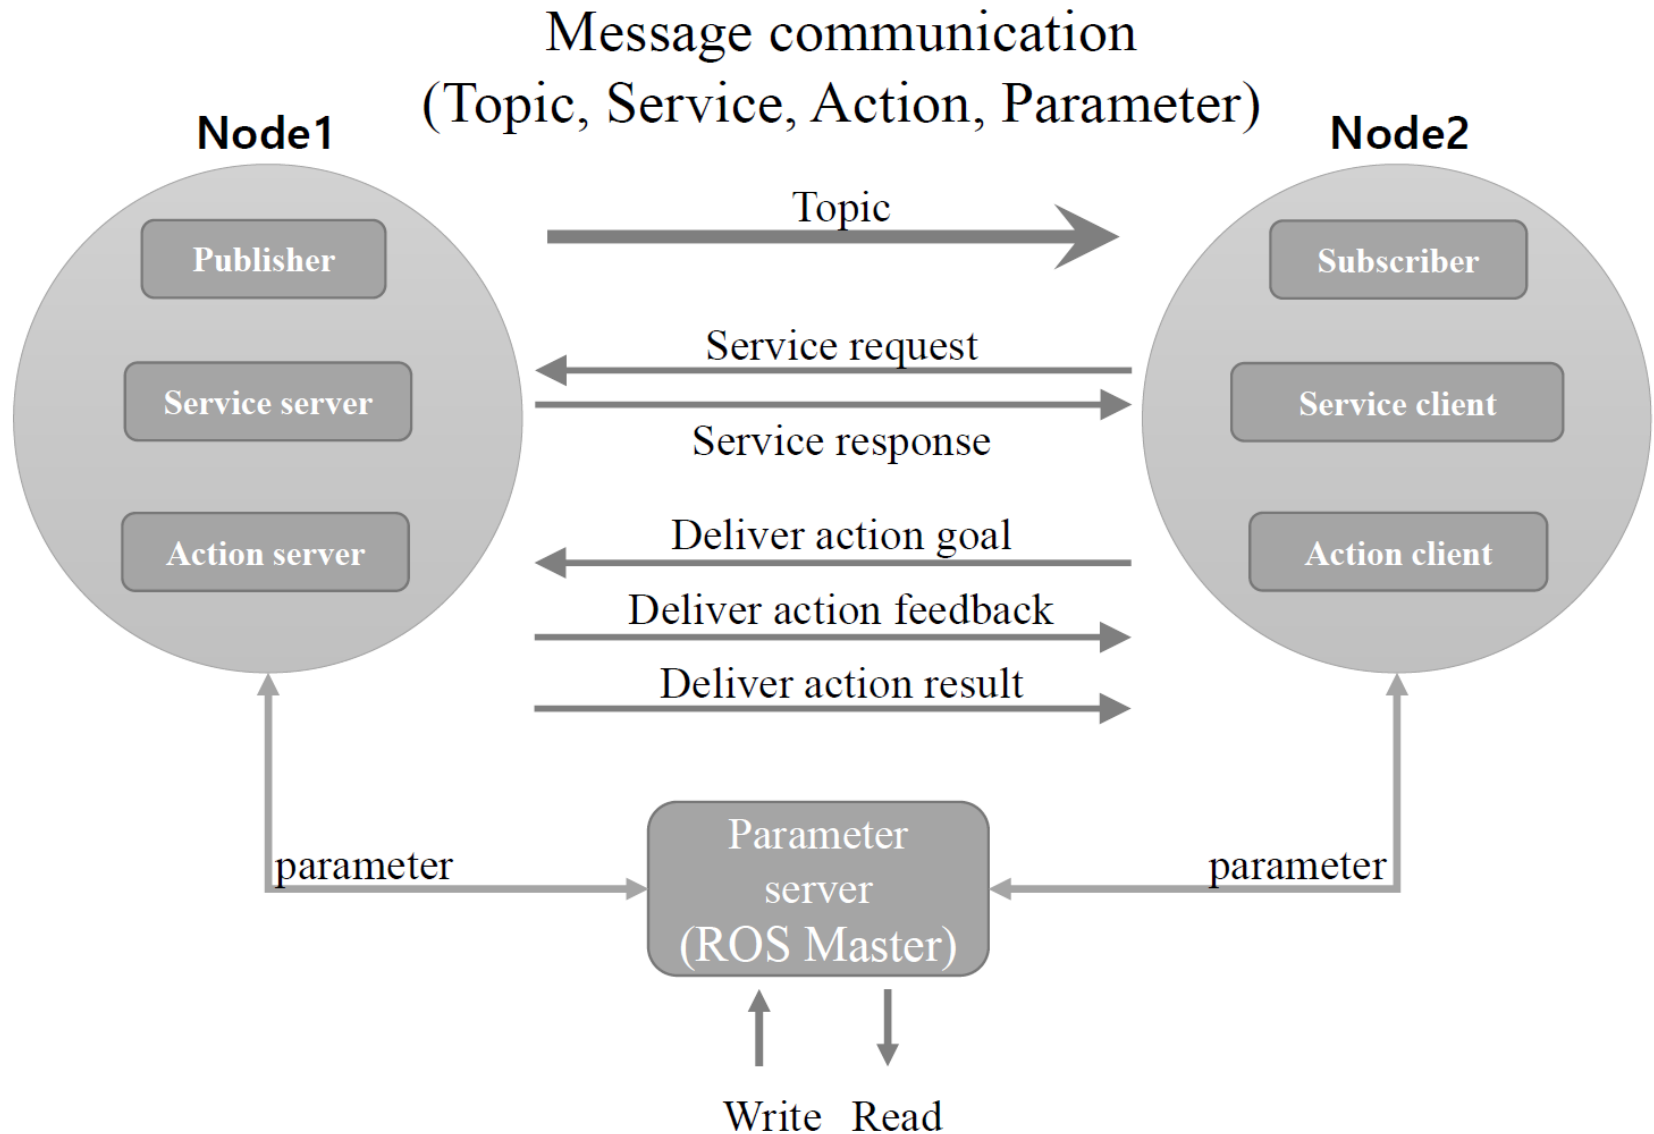 Message communication
(Topic, Service, Action, Parameter)
Node1
Node2
Topic
Publisher
Subscriber
Service request
Service server
Service client
Service response
Deliver action goal
Action server
Action client
Deliver action feedback
Deliver action result
Parameter
server
(ROS Master)
parameter
parameter
Write
Read